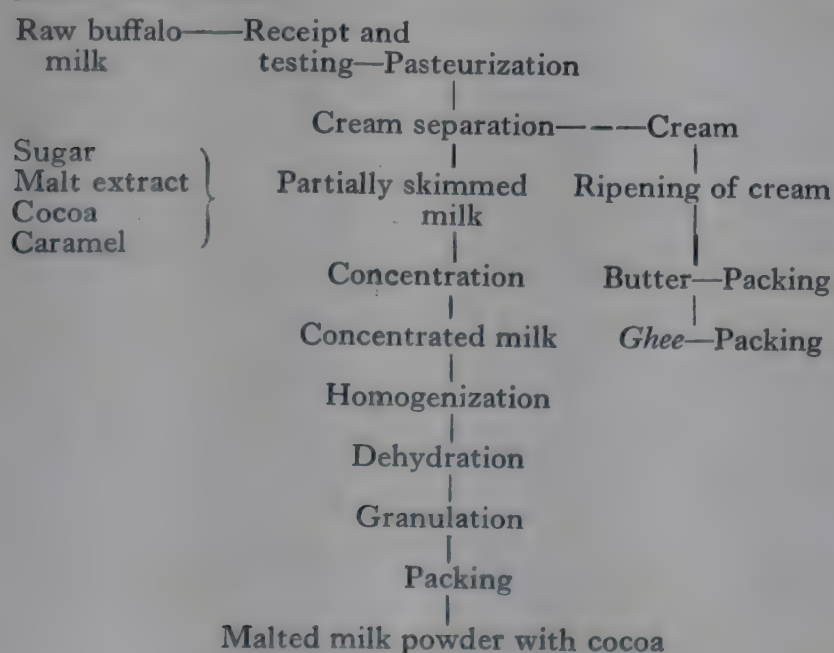 Raw buffalo——Receipt and
milk testing—Pasteurization
Cream separation———Cream
Sugar
Malt extract
Cocoa
Caramel
Partially skimmed Ripening of cream
milk
Concentration Butter—Packing
Concentrated milk Ghee—Packing
Homogenization
Dehydration
Granulation
Packing
Malted milk powder with cocoa